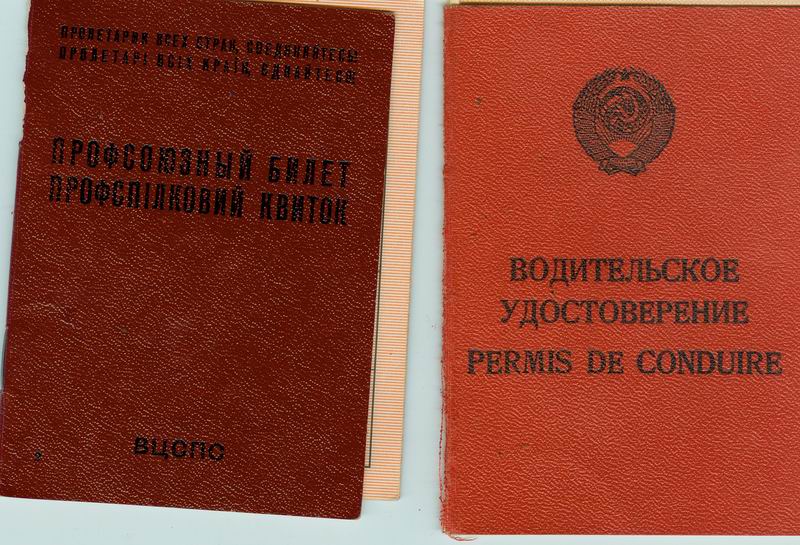 ПРОЛЕТАРИИ ВСЕХ СТРАН, СОЕДИНЯЙТЕСЬ!
ПРОЛЕТАРІ ВСІХ КРАЇН, ЄДНАЙТЕСЯ!
ПРОФСОЮЗНЫЙ БИЛЕТ
ПРОФСПІЛКОВИЙ КВИТОК
ВЦСПС
ВОДИТЕЛЬСКОЕ
УДОСТОВЕРЕНИЕ
PERMIS DE CONDUIRE